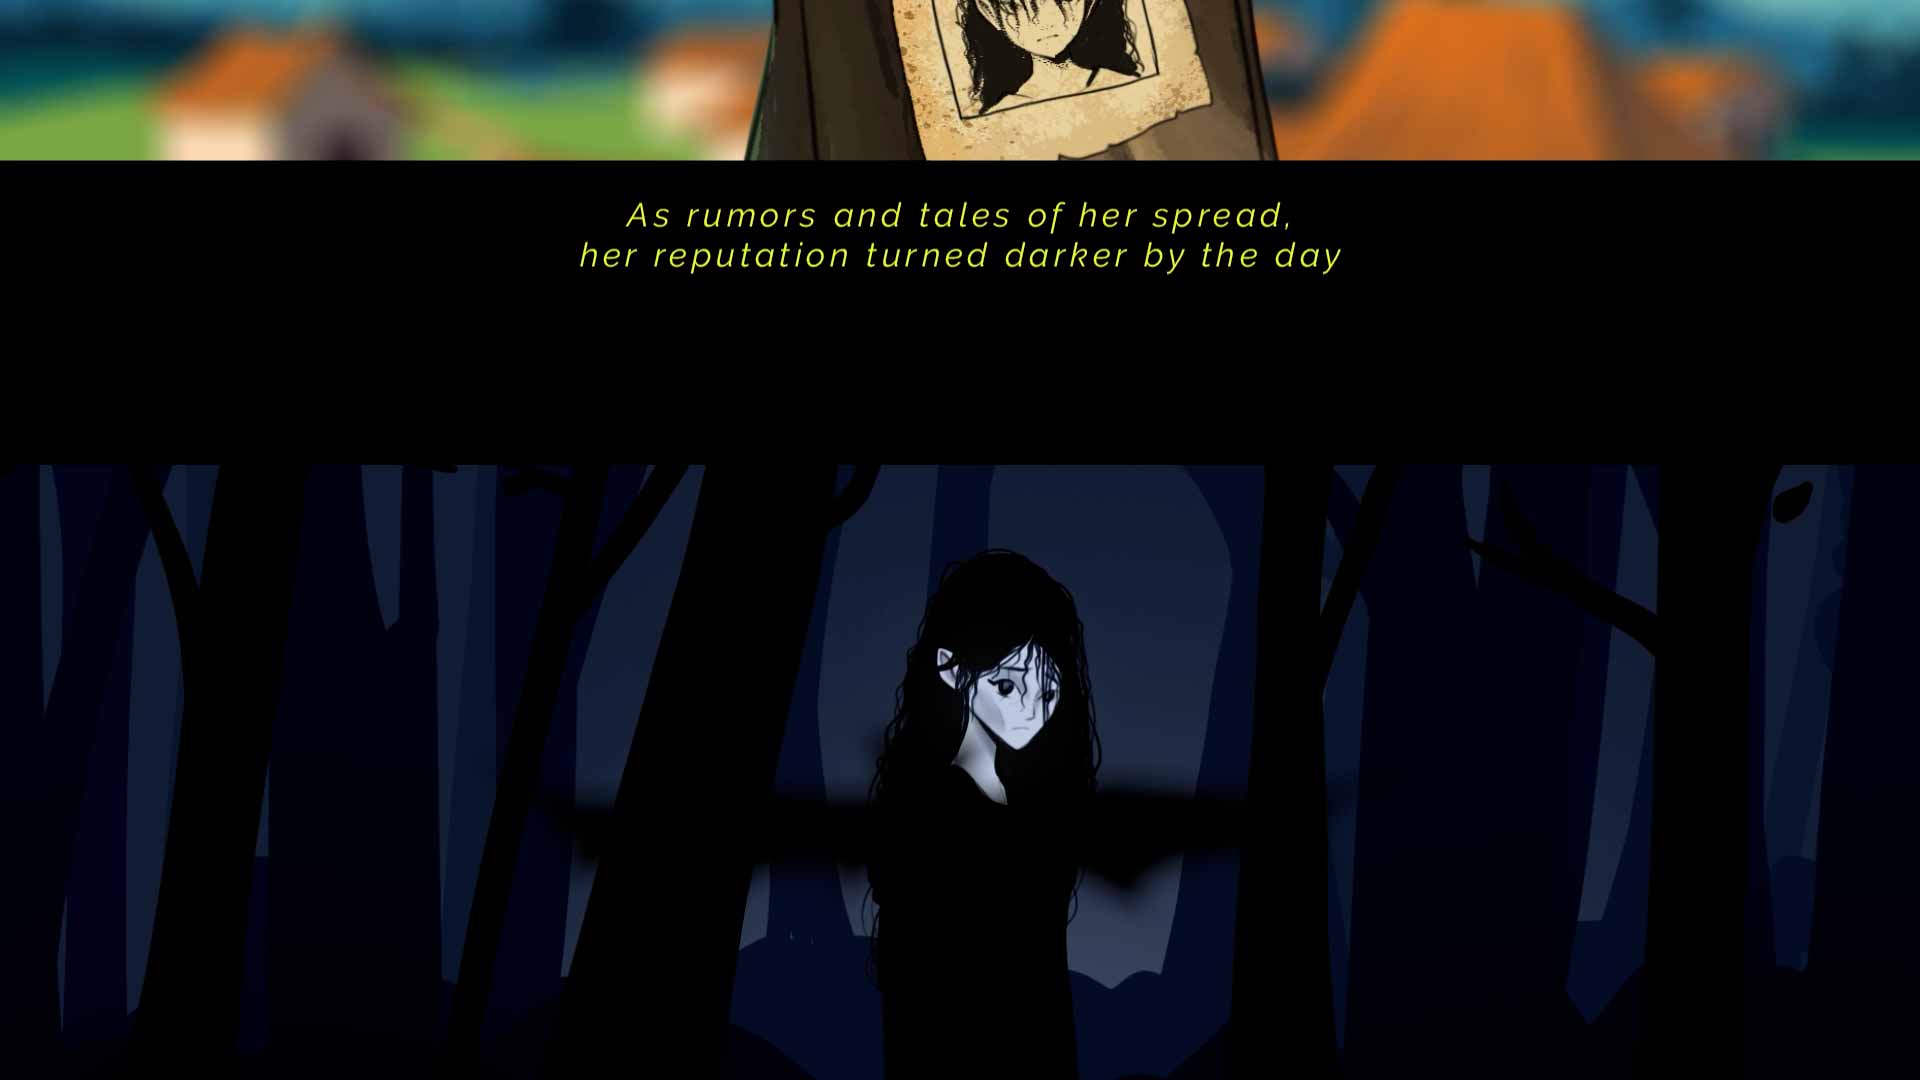 As rumors and tales of her spread,
her reputation turned darker by the day